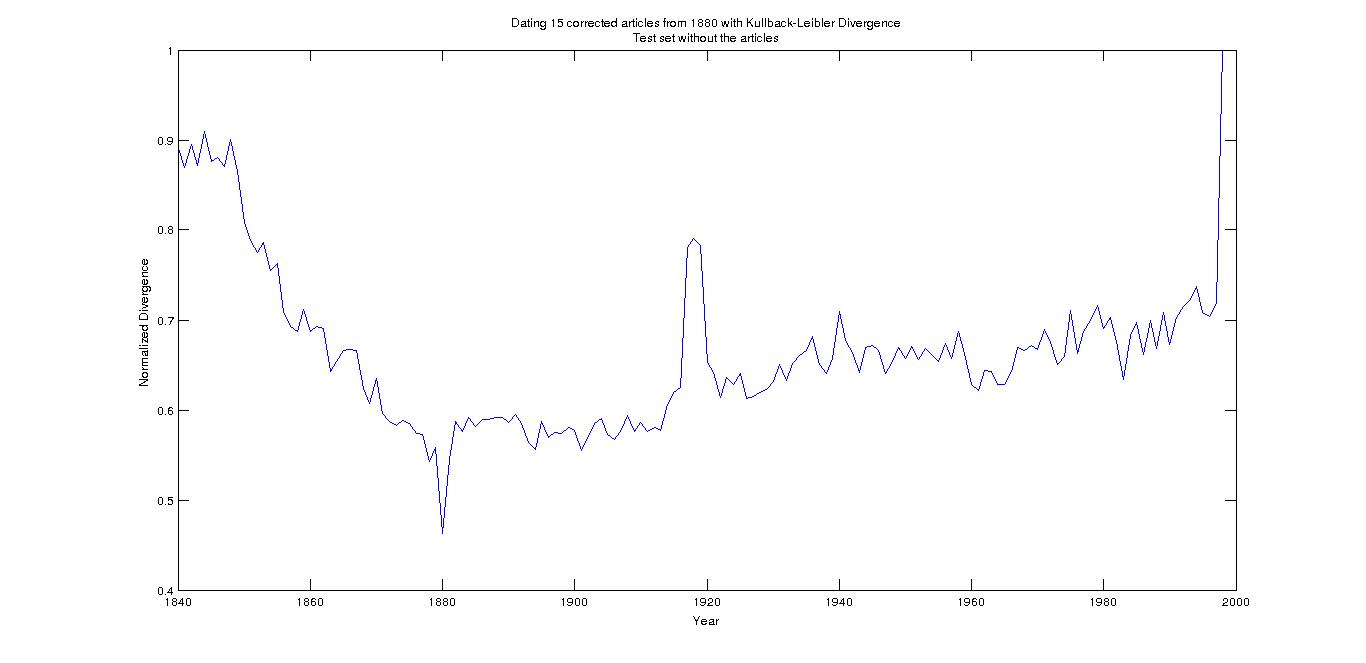 Dating 15 corrected articles from 1880 with Kullback-Leibler Divergence
Test set without the articles
1
0.9
0.8
0.7
0.6
0.5
0.4
Normalized Divergence
1840 1860 1880 1900 1920 1940 1960 1980 2000
Year